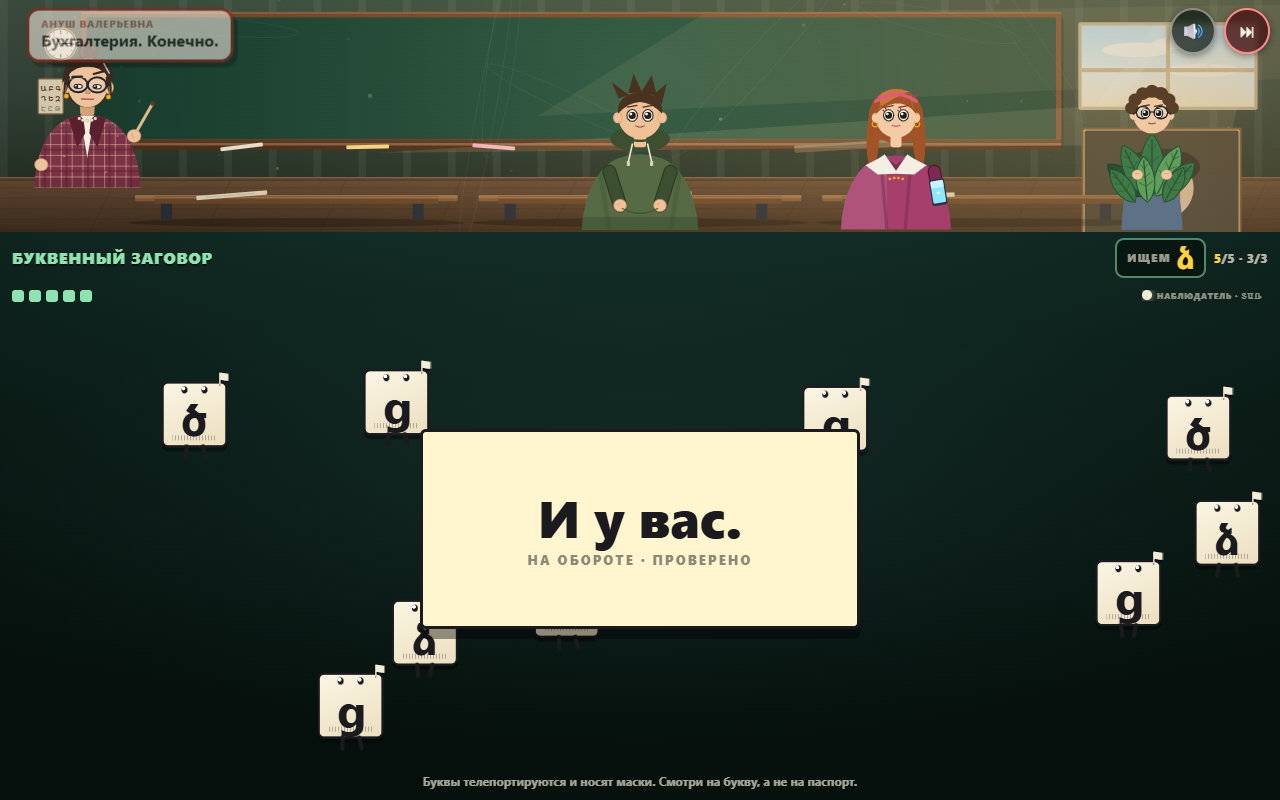 АНУШ ВАЛЕРЬЕВНА
Бухгалтерия. Конечно.
Ա Բ Գ
Դ Ե Զ
Է Ը Թ
БУКВЕННЫЙ ЗАГОВОР
ИЩЕМ ձ
5/5 · 3/3
НАБЛЮДАТЕЛЬ · ՏԱԶ
ծ
g
g
ծ
ձ
g
ձ
g
И у вас.
НА ОБОРОТЕ · ПРОВЕРЕНО
Буквы телепортируются и носят маски. Смотри на букву, а не на паспорт.